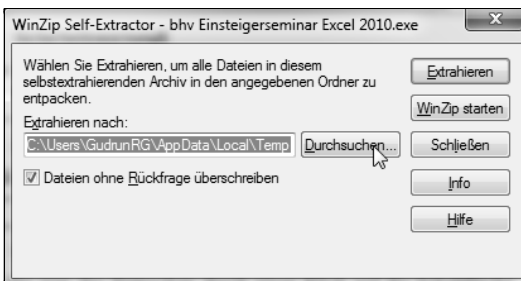 WinZip Self-Extractor - bhv Einsteigerseminar Excel 2010.exe
Wählen Sie Extrahieren, um alle Dateien in diesem
selbstextrahierenden Archiv in den angegebenen Ordner zu
entpacken.
Extrahieren nach:
C:\Users\GudrunRG\AppData\Local\Temp
Durchsuchen...
Dateien ohne Rückfrage überschreiben
Extrahieren
WinZip starten
Schließen
Info
Hilfe